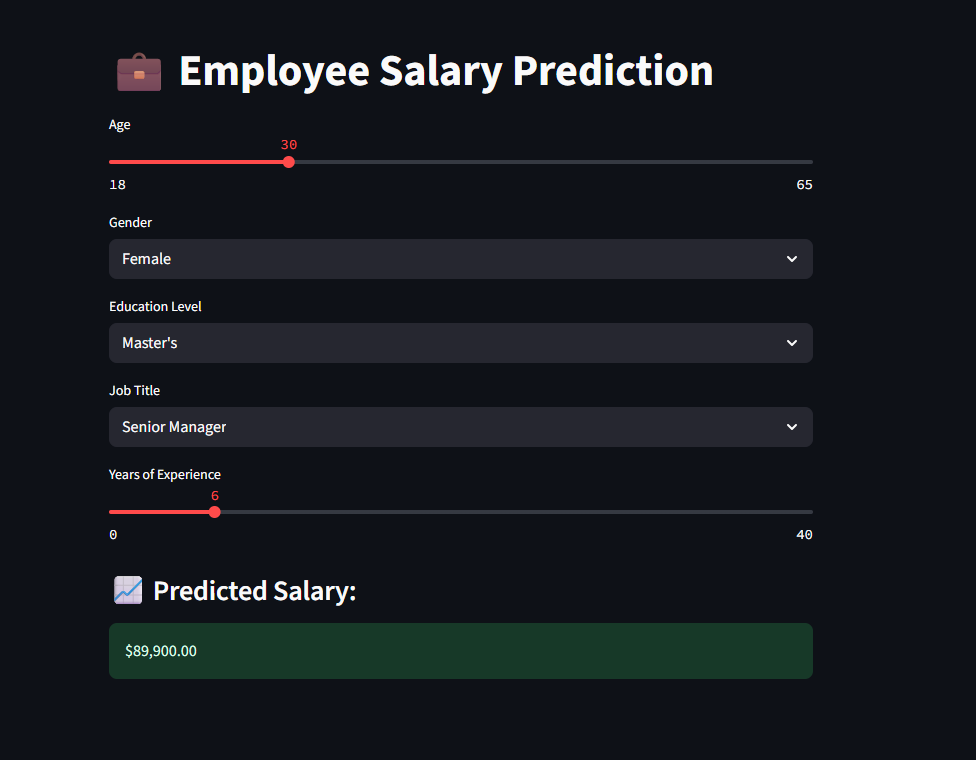 Employee Salary Prediction
Age
30
18 65
Gender
Female
Education Level
Master's
Job Title
Senior Manager
Years of Experience
6
0 40
Predicted Salary:
$89,900.00